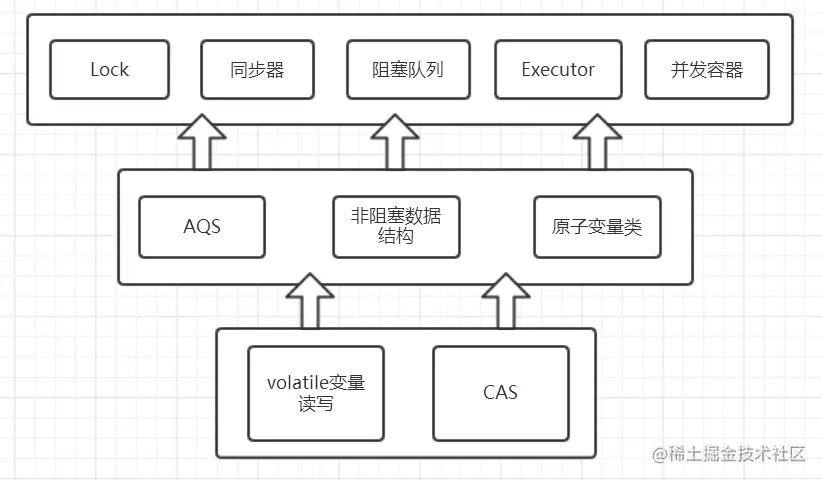 Lock
同步器
阻塞队列
Executor
并发容器
AQS
非阻塞数据
结构
原子变量类
volatile变量
读写
CAS
@稀土掘金技术社区